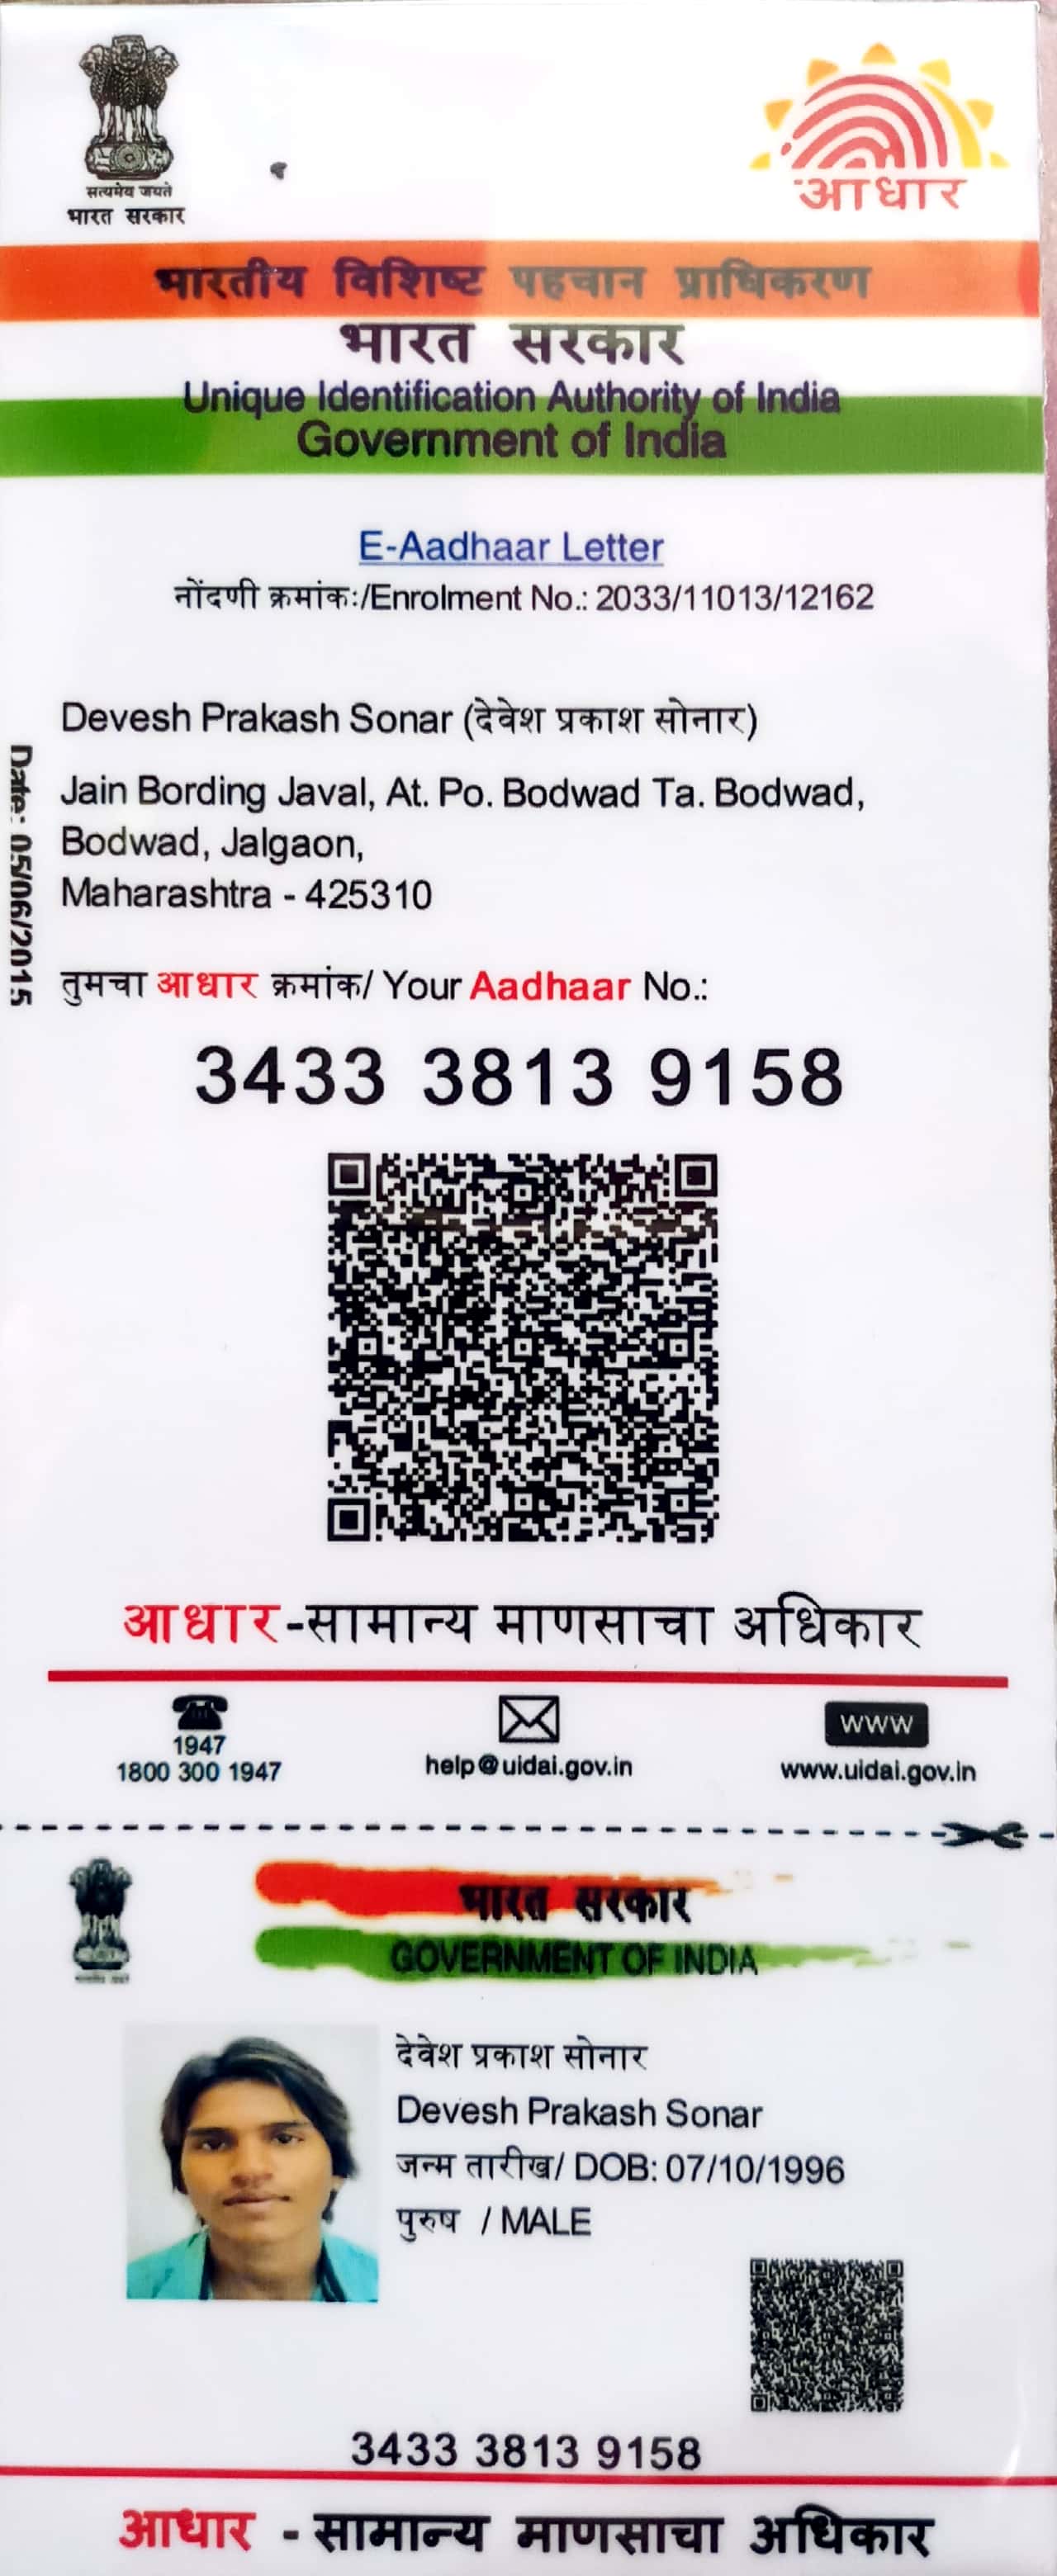 सत्यमेव जयते
भारत सरकार
आधार
भारतीय विशिष्ट पहचान प्राधिकरण
भारत सरकार
Unique Identification Authority of India
Government of India
E-Aadhaar Letter
नोंदणी क्रमांक:/Enrolment No.: 2033/11013/12162
Devesh Prakash Sonar (देवेश प्रकाश सोनार)
Jain Bording Javal, At. Po. Bodwad Ta. Bodwad,
Bodwad, Jalgaon,
Maharashtra - 425310
Date: 05/06/2015
तुमचा आधार क्रमांक/ Your Aadhaar No.:
3433 3813 9158
आधार-सामान्य माणसाचा अधिकार
1947
1800 300 1947
help@uidai.gov.in
www
www.uidai.gov.in
भारत सरकार
GOVERNMENT OF INDIA
देवेश प्रकाश सोनार
Devesh Prakash Sonar
जन्म तारीख/ DOB: 07/10/1996
पुरुष / MALE
3433 3813 9158
आधार - सामान्य माणसाचा अधिकार